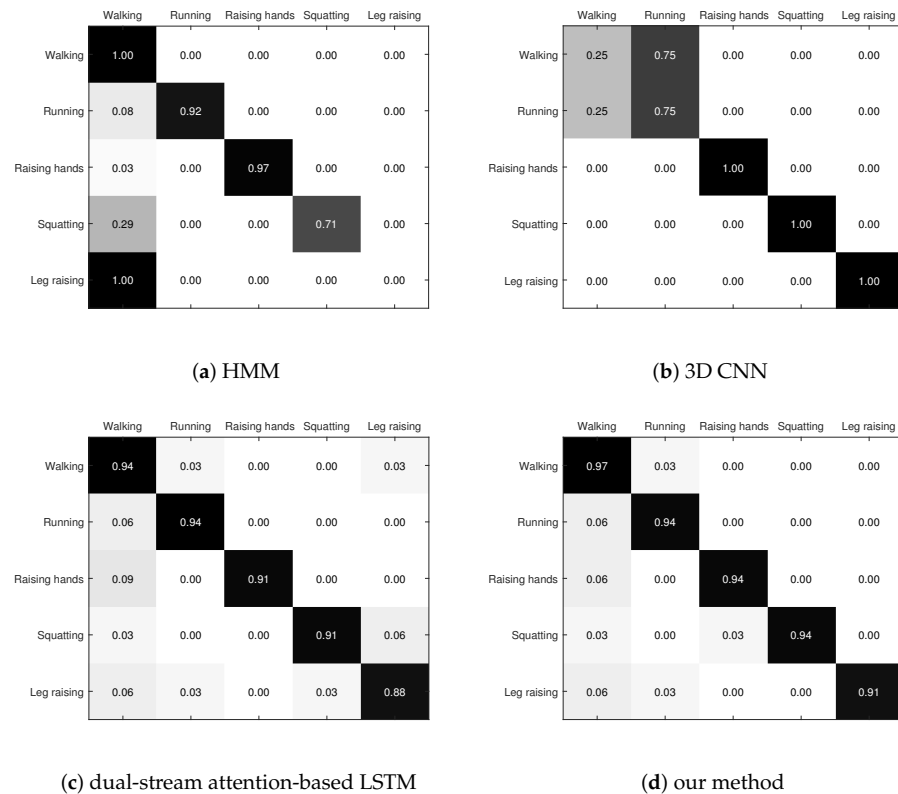 Walking Running Raising hands Squatting Leg raising
Walking 1.00 0.00 0.00 0.00 0.00
Running 0.08 0.92 0.00 0.00 0.00
Raising hands 0.03 0.00 0.97 0.00 0.00
Squatting 0.29 0.00 0.00 0.71 0.00
Leg raising 1.00 0.00 0.00 0.00 0.00
(a) HMM
Walking Running Raising hands Squatting Leg raising
Walking 0.25 0.75 0.00 0.00 0.00
Running 0.25 0.75 0.00 0.00 0.00
Raising hands 0.00 0.00 1.00 0.00 0.00
Squatting 0.00 0.00 0.00 1.00 0.00
Leg raising 0.00 0.00 0.00 0.00 1.00
(b) 3D CNN
Walking Running Raising hands Squatting Leg raising
Walking 0.94 0.03 0.00 0.00 0.03
Running 0.06 0.94 0.00 0.00 0.00
Raising hands 0.09 0.00 0.91 0.00 0.00
Squatting 0.03 0.00 0.00 0.91 0.06
Leg raising 0.06 0.03 0.00 0.03 0.88
(c) dual-stream attention-based LSTM
Walking Running Raising hands Squatting Leg raising
Walking 0.97 0.03 0.00 0.00 0.00
Running 0.06 0.94 0.00 0.00 0.00
Raising hands 0.06 0.00 0.94 0.00 0.00
Squatting 0.03 0.00 0.03 0.94 0.00
Leg raising 0.06 0.03 0.00 0.00 0.91
(d) our method